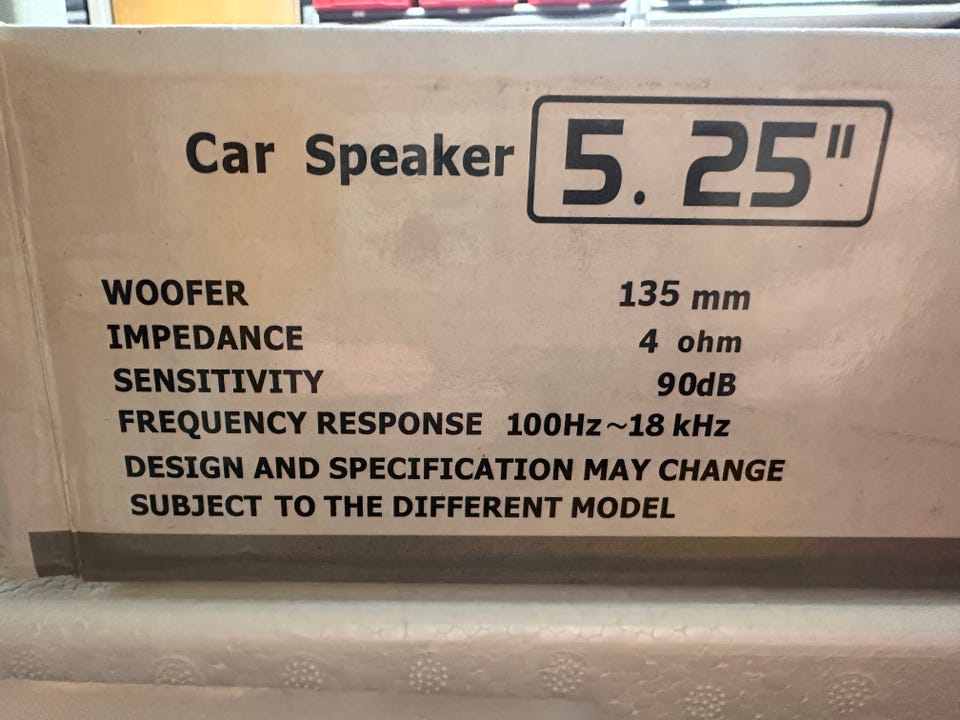 Car Speaker 5.25"
WOOFER 135 mm
IMPEDANCE 4 ohm
SENSITIVITY 90dB
FREQUENCY RESPONSE 100Hz~18 kHz
DESIGN AND SPECIFICATION MAY CHANGE
SUBJECT TO THE DIFFERENT MODEL